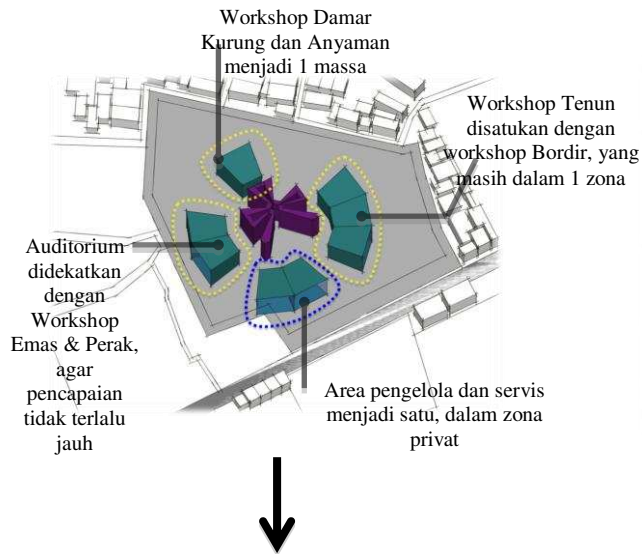 Workshop Damar
Kurung dan Anyaman
menjadi 1 massa
Workshop Tenun
disatukan dengan
workshop Bordir, yang
masih dalam 1 zona
Auditorium
didekatkan
dengan
Workshop
Emas & Perak,
agar
pencapaian
tidak terlalu
jauh
Area pengelola dan servis
menjadi satu, dalam zona
privat